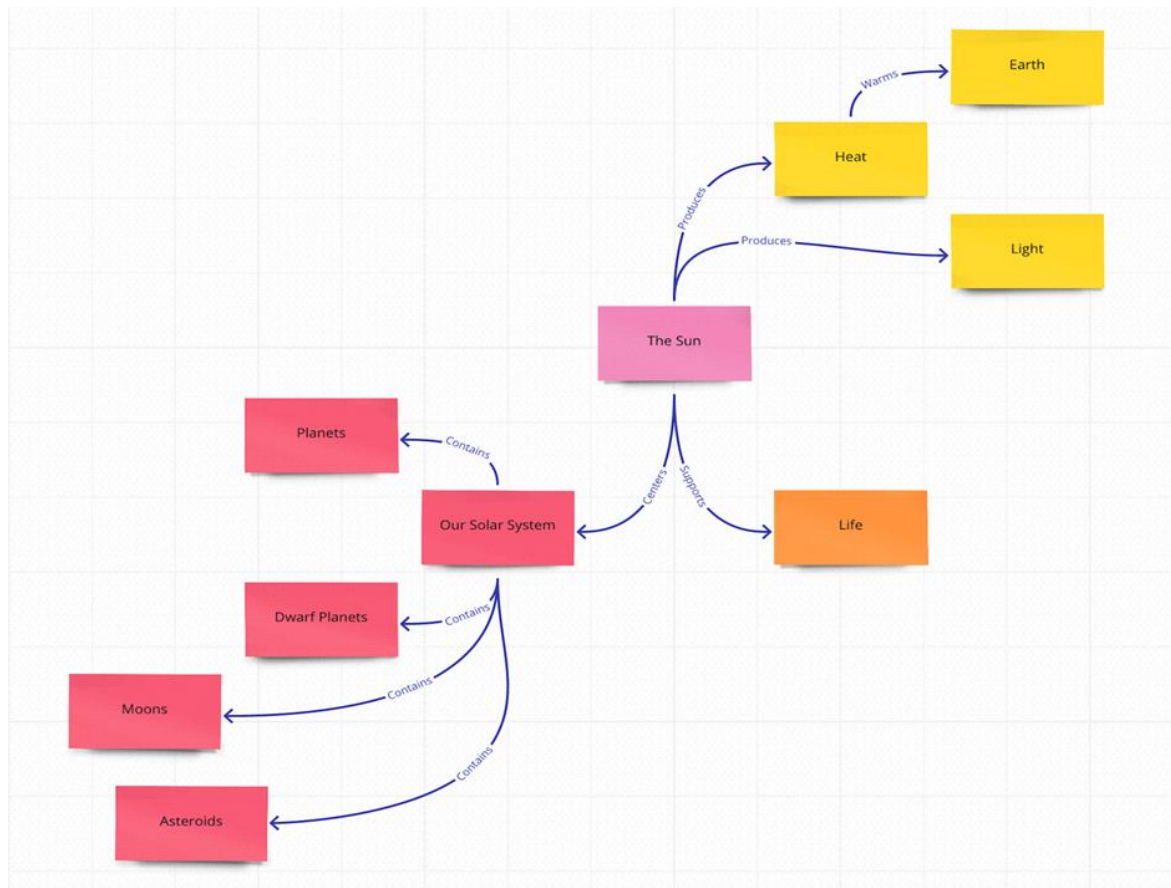 Earth
Warms
Heat
Produces
Produces
Light
The Sun
Planets
Contains
Centers
Supports
Our Solar System
Life
Dwarf Planets
Contains
Contains
Moons
Contains
Asteroids